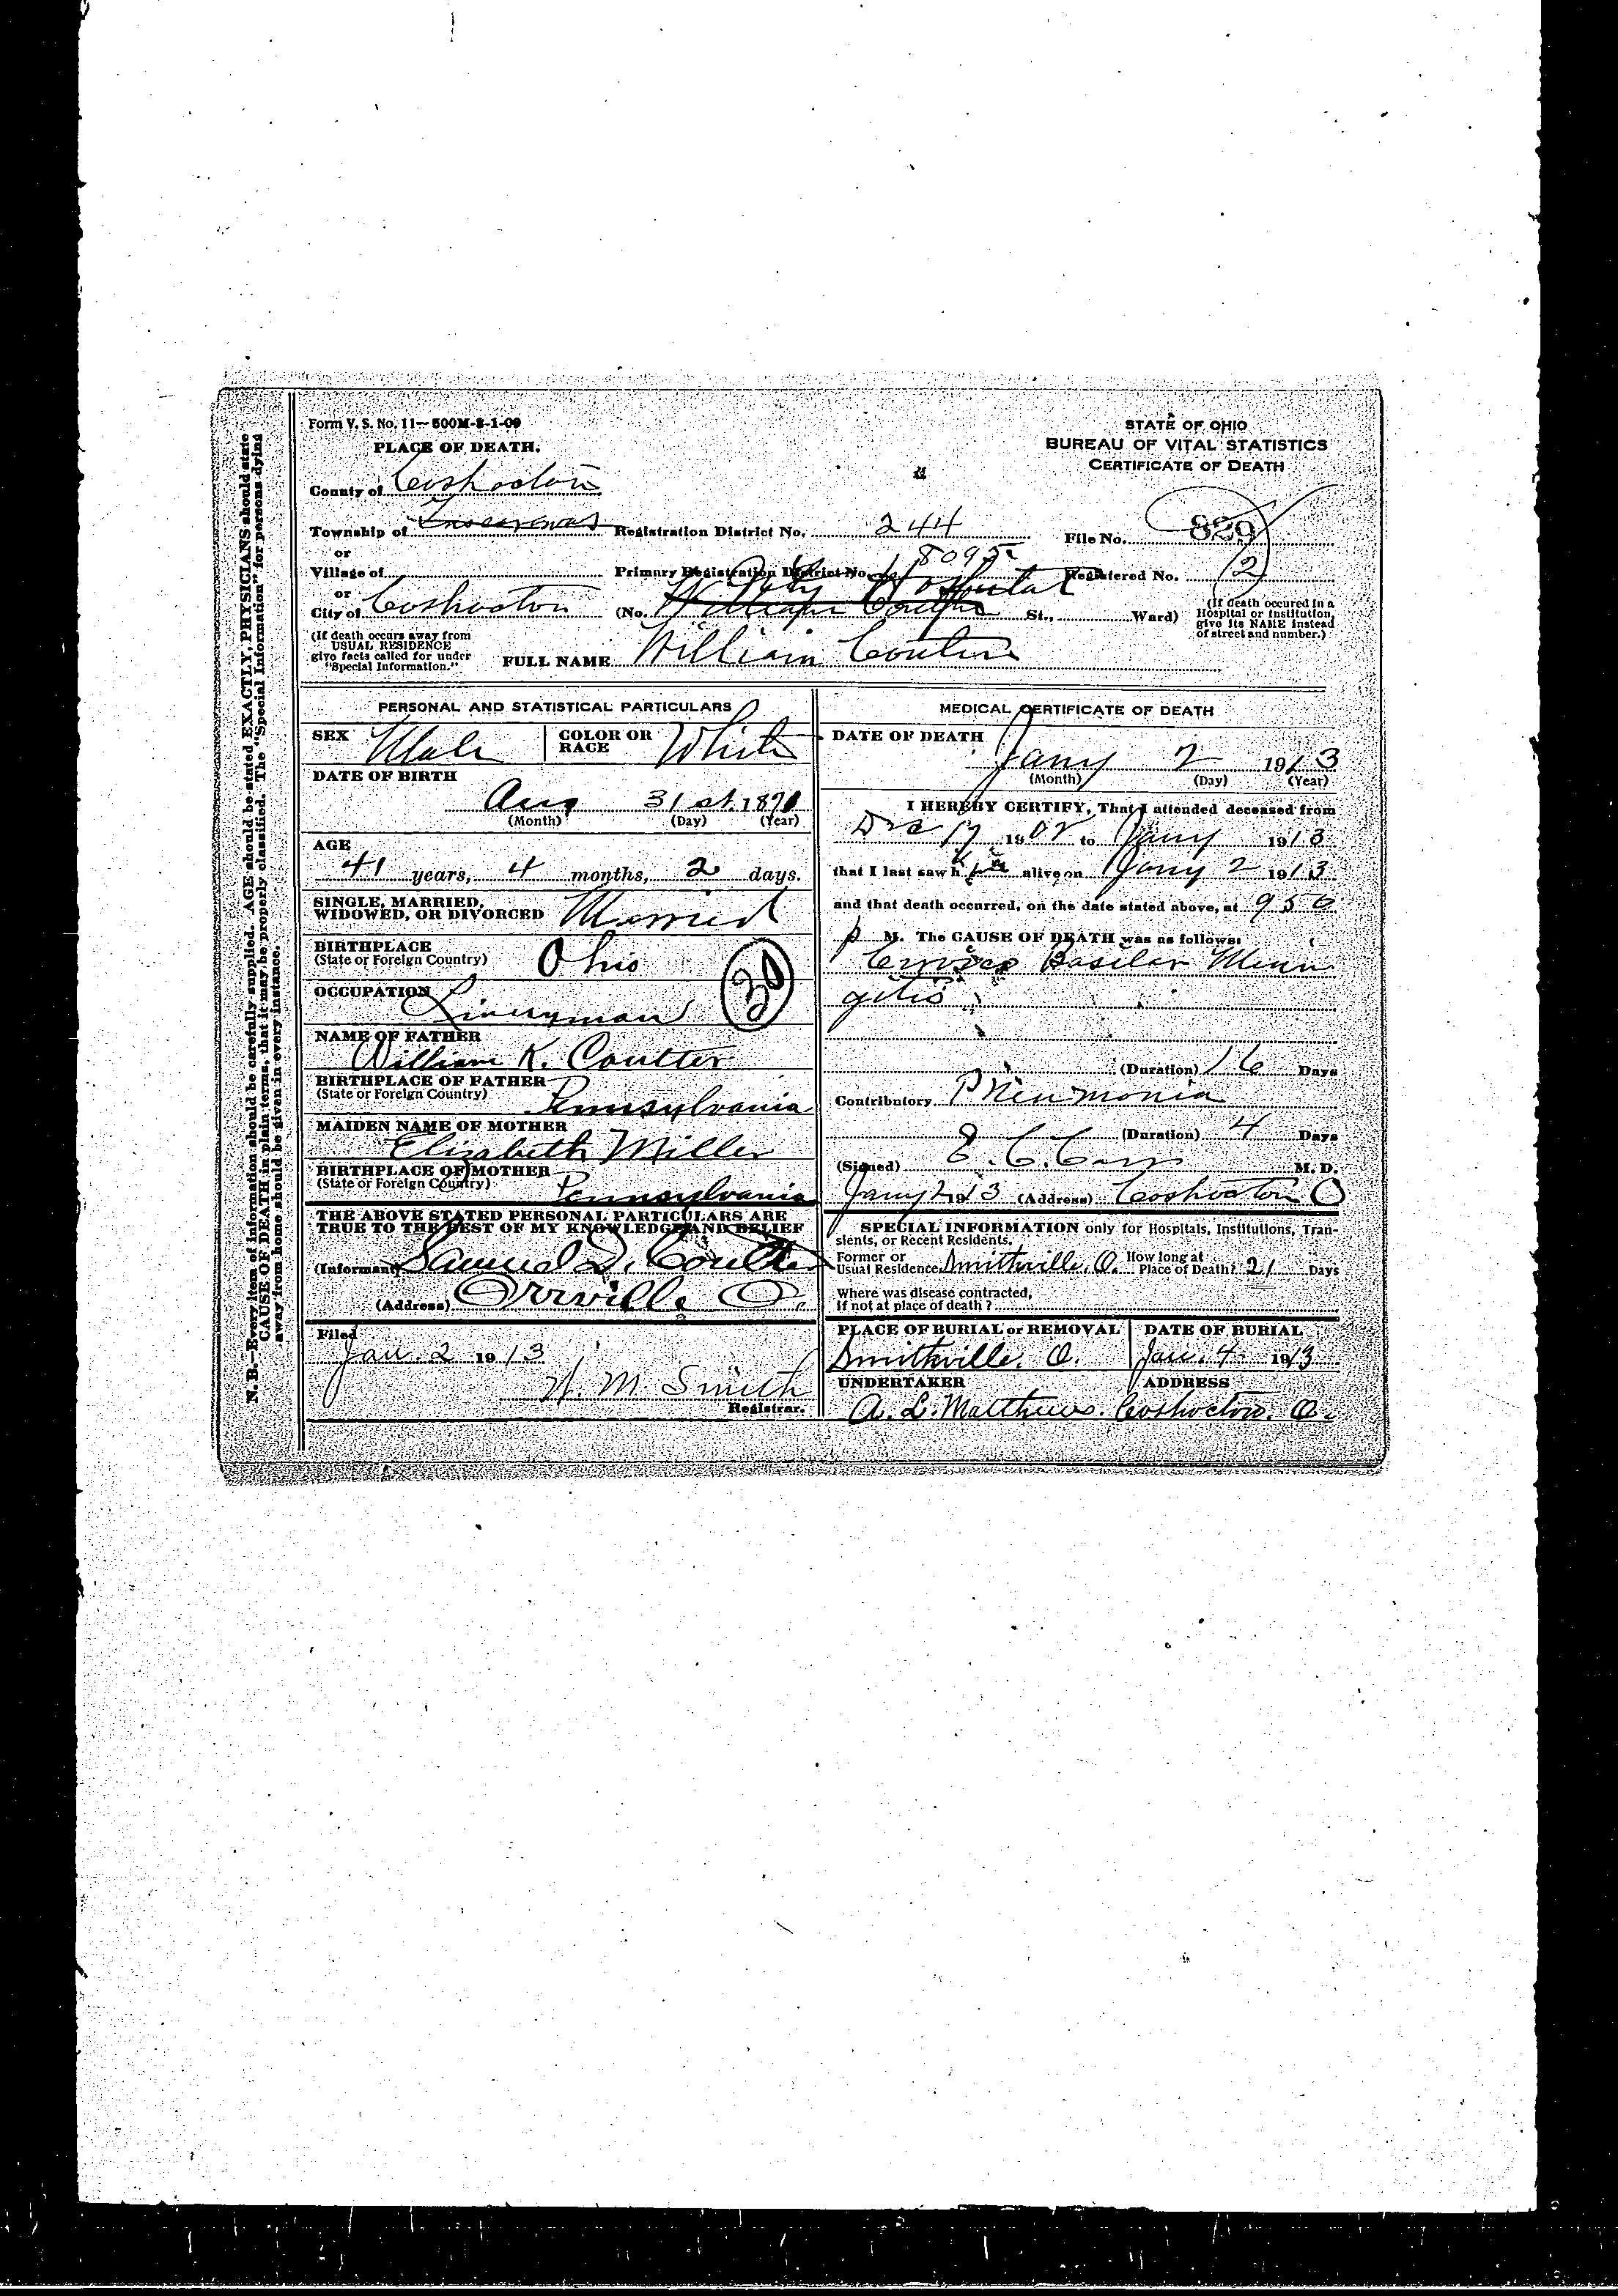 Form V. S. No. 11—500M-8-1-09
PLACE OF DEATH.
STATE OF OHIO
BUREAU OF VITAL STATISTICS
CERTIFICATE OF DEATH
County of Coshocton
Township of Tuscarawas Registration District No. 244 File No. 829
or
Village of Primary Registration District No. 8095 Registered No. 12
or
City of Coshocton (No. City Hospital St., Ward)
(If death occured in a Hospital or Institution, give its NAME instead of street and number.)
(If death occurs away from USUAL RESIDENCE give facts called for under "Special Information.")
FULL NAME William Coulter
PERSONAL AND STATISTICAL PARTICULARS
SEX Male COLOR OR RACE White
DATE OF BIRTH
Aug 31st 187
(Month) (Day) (Year)
AGE
41 years, 4 months, 2 days.
SINGLE, MARRIED, WIDOWED, OR DIVORCED Married
BIRTHPLACE
(State or Foreign Country) Ohio
OCCUPATION Liveryman
NAME OF FATHER
William K. Coulter
BIRTHPLACE OF FATHER
(State or Foreign Country) Pennsylvania
MAIDEN NAME OF MOTHER
Elizabeth Miller
BIRTHPLACE OF MOTHER
(State or Foreign Country) Pennsylvania
THE ABOVE STATED PERSONAL PARTICULARS ARE
TRUE TO THE BEST OF MY KNOWLEDGE AND BELIEF
(Informant) Samuel D. Coulter
(Address) Orrville O.
Filed
Jan. 2 1913
W. M. Smith
Registrar.
MEDICAL CERTIFICATE OF DEATH
DATE OF DEATH
Jany 2 1913
(Month) (Day) (Year)
I HEREBY CERTIFY, That I attended deceased from
Dec 17 to Jany 1913
that I last saw him alive on Jany 2 1913
and that death occurred, on the date stated above, at 950
P M. The CAUSE OF DEATH was as follows:
Basilar Menin
gitis
(Duration) 16 Days
Contributory Pneumonia
(Duration) 4 Days
(Signed) E. C. Carr M. D.
Jany 2 1913 (Address) Coshocton O
SPECIAL INFORMATION only for Hospitals, Institutions, Tran-
sients, or Recent Residents.
Former or Usual Residence Smithville, O. How long at Place of Death? 21 Days
Where was disease contracted,
if not at place of death?
PLACE OF BURIAL or REMOVAL DATE OF BURIAL
Smithville, O. Jan. 4 1913
UNDERTAKER ADDRESS
A. L. Matthews. Coshocton. O.
N. B.—Every item of information should be carefully supplied. AGE should be stated EXACTLY. PHYSICIANS should state
CAUSE OF DEATH in plain terms, that it may be properly classified. The "Special Information" for persons dying
away from home should be given in every instance.